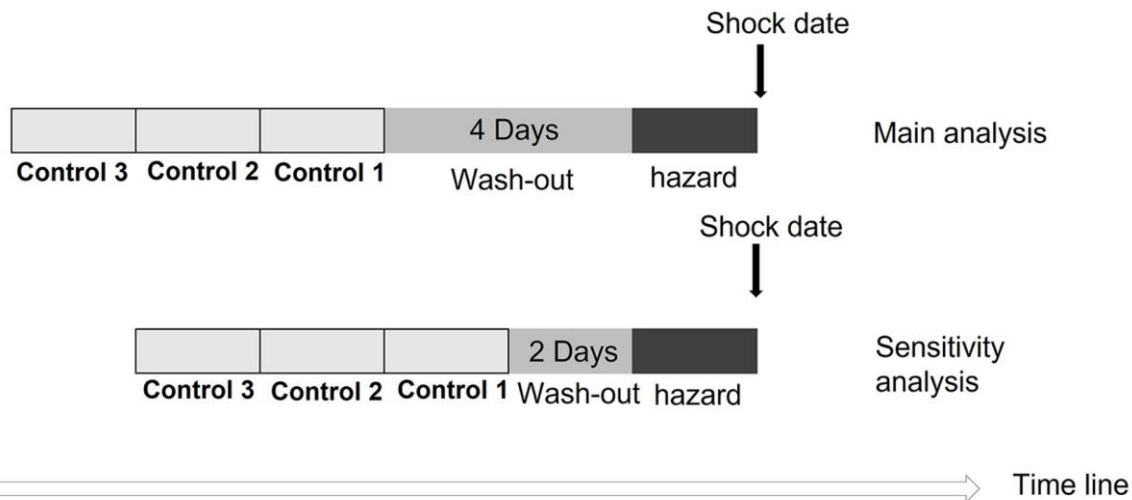 Shock date
4 Days
Main analysis
Control 3 Control 2 Control 1 Wash-out hazard
Shock date
2 Days
Sensitivity
analysis
Control 3 Control 2 Control 1 Wash-out hazard
Time line